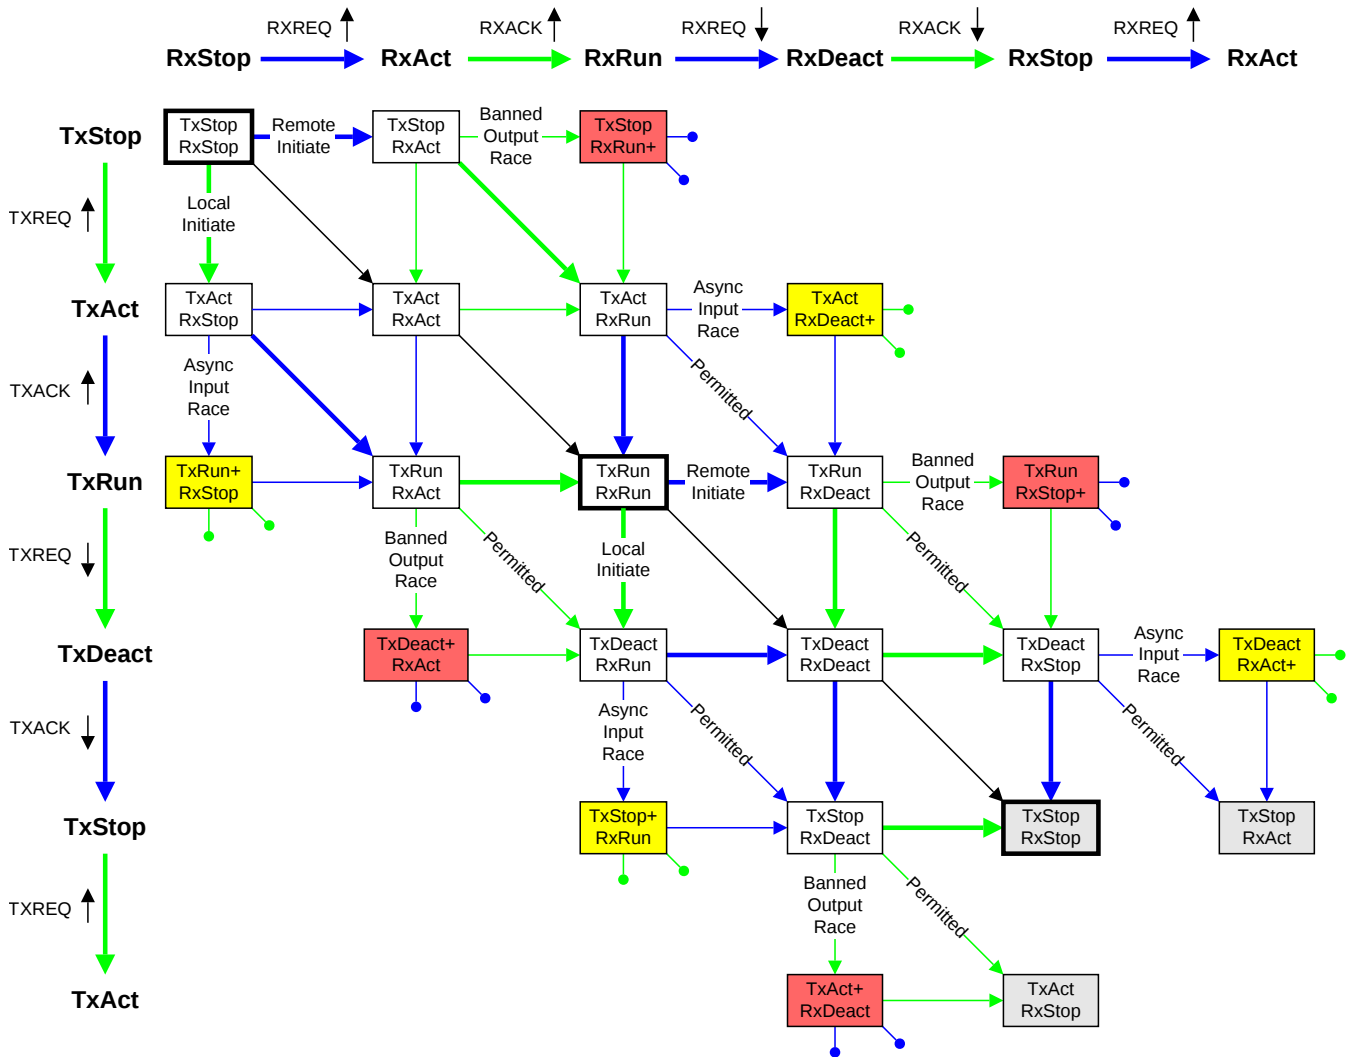 RXREQ
RXACK
RXREQ
RXACK
RXREQ
RxStop
RxAct
RxRun
RxDeact
RxStop
RxAct
TxStop
TxStop
RxStop
Remote
Initiate
TxStop
RxAct
Banned
Output
Race
TxStop
RxRun+
TXREQ
Local
Initiate
TxAct
TxAct
RxStop
TxAct
RxAct
TxAct
RxRun
Async
Input
Race
TxAct
RxDeact+
TXACK
Async
Input
Race
Permitted
TxRun
TxRun+
RxStop
TxRun
RxAct
TxRun
RxRun
Remote
Initiate
TxRun
RxDeact
Banned
Output
Race
TxRun
RxStop+
TXREQ
Banned
Output
Race
Permitted
Local
Initiate
Permitted
TxDeact
TxDeact+
RxAct
TxDeact
RxRun
TxDeact
RxDeact
TxDeact
RxStop
Async
Input
Race
TxDeact
RxAct+
TXACK
Async
Input
Race
Permitted
Permitted
TxStop
TxStop+
RxRun
TxStop
RxDeact
TxStop
RxStop
TxStop
RxAct
TXREQ
Banned
Output
Race
Permitted
TxAct
TxAct+
RxDeact
TxAct
RxStop